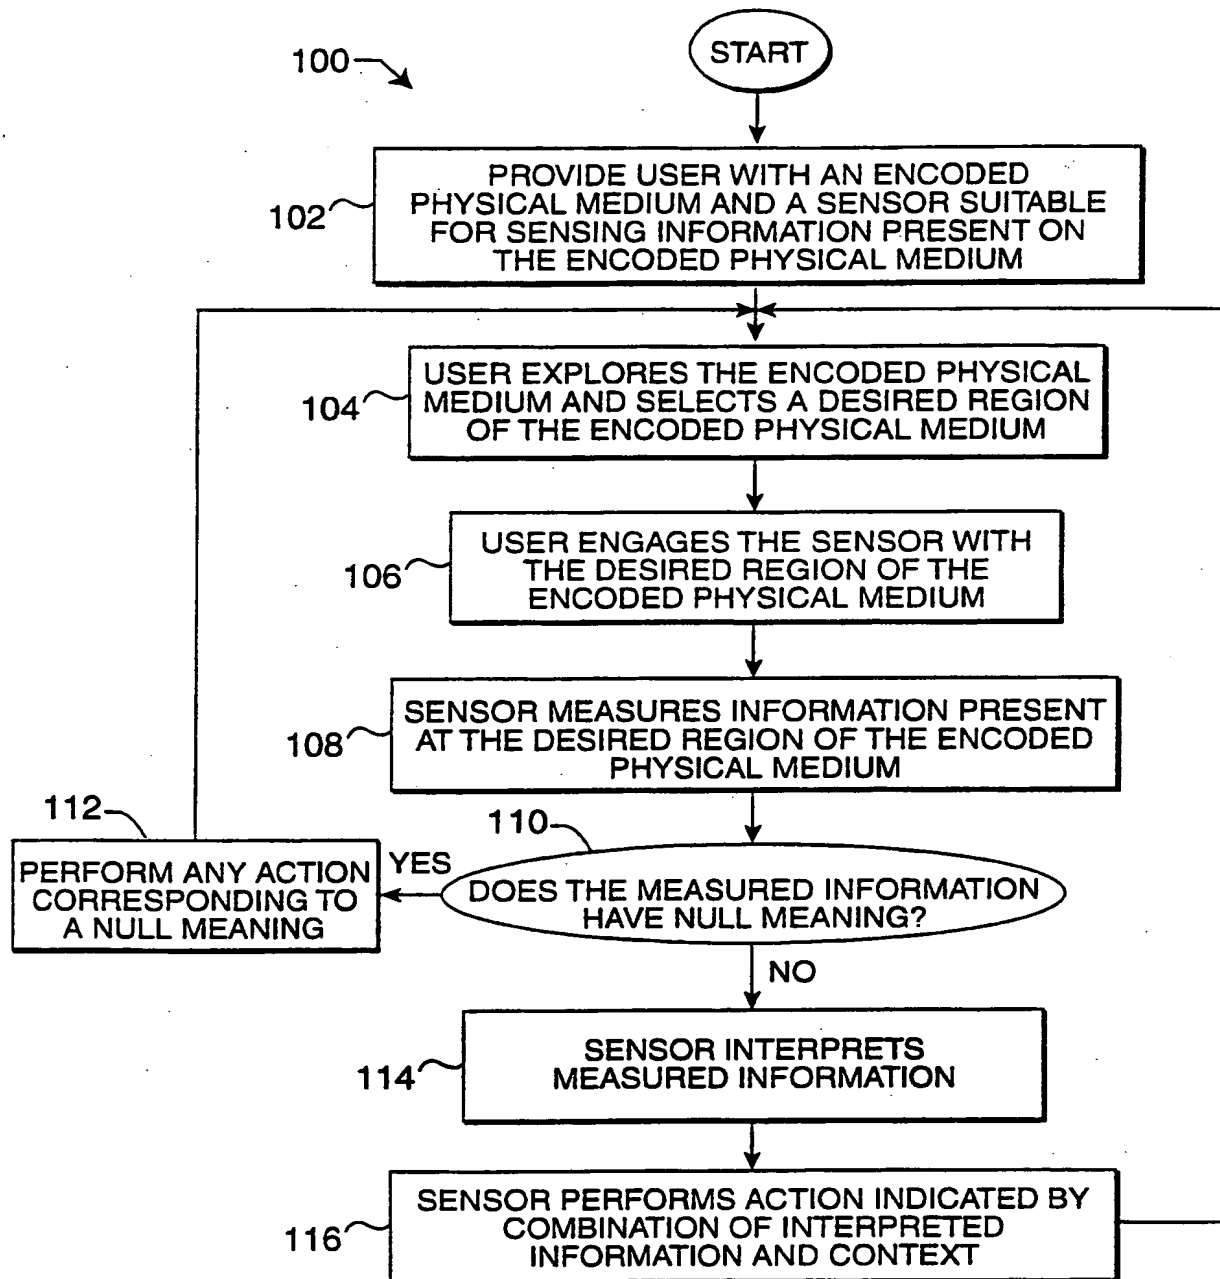 START
100
PROVIDE USER WITH AN ENCODED
PHYSICAL MEDIUM AND A SENSOR SUITABLE
FOR SENSING INFORMATION PRESENT ON
THE ENCODED PHYSICAL MEDIUM
102
USER EXPLORES THE ENCODED PHYSICAL
MEDIUM AND SELECTS A DESIRED REGION
OF THE ENCODED PHYSICAL MEDIUM
104
USER ENGAGES THE SENSOR WITH
THE DESIRED REGION OF THE
ENCODED PHYSICAL MEDIUM
106
SENSOR MEASURES INFORMATION PRESENT
AT THE DESIRED REGION OF THE ENCODED
PHYSICAL MEDIUM
108
110
DOES THE MEASURED INFORMATION
HAVE NULL MEANING?
YES
112
PERFORM ANY ACTION
CORRESPONDING TO
A NULL MEANING
NO
SENSOR INTERPRETS
MEASURED INFORMATION
114
SENSOR PERFORMS ACTION INDICATED BY
COMBINATION OF INTERPRETED
INFORMATION AND CONTEXT
116